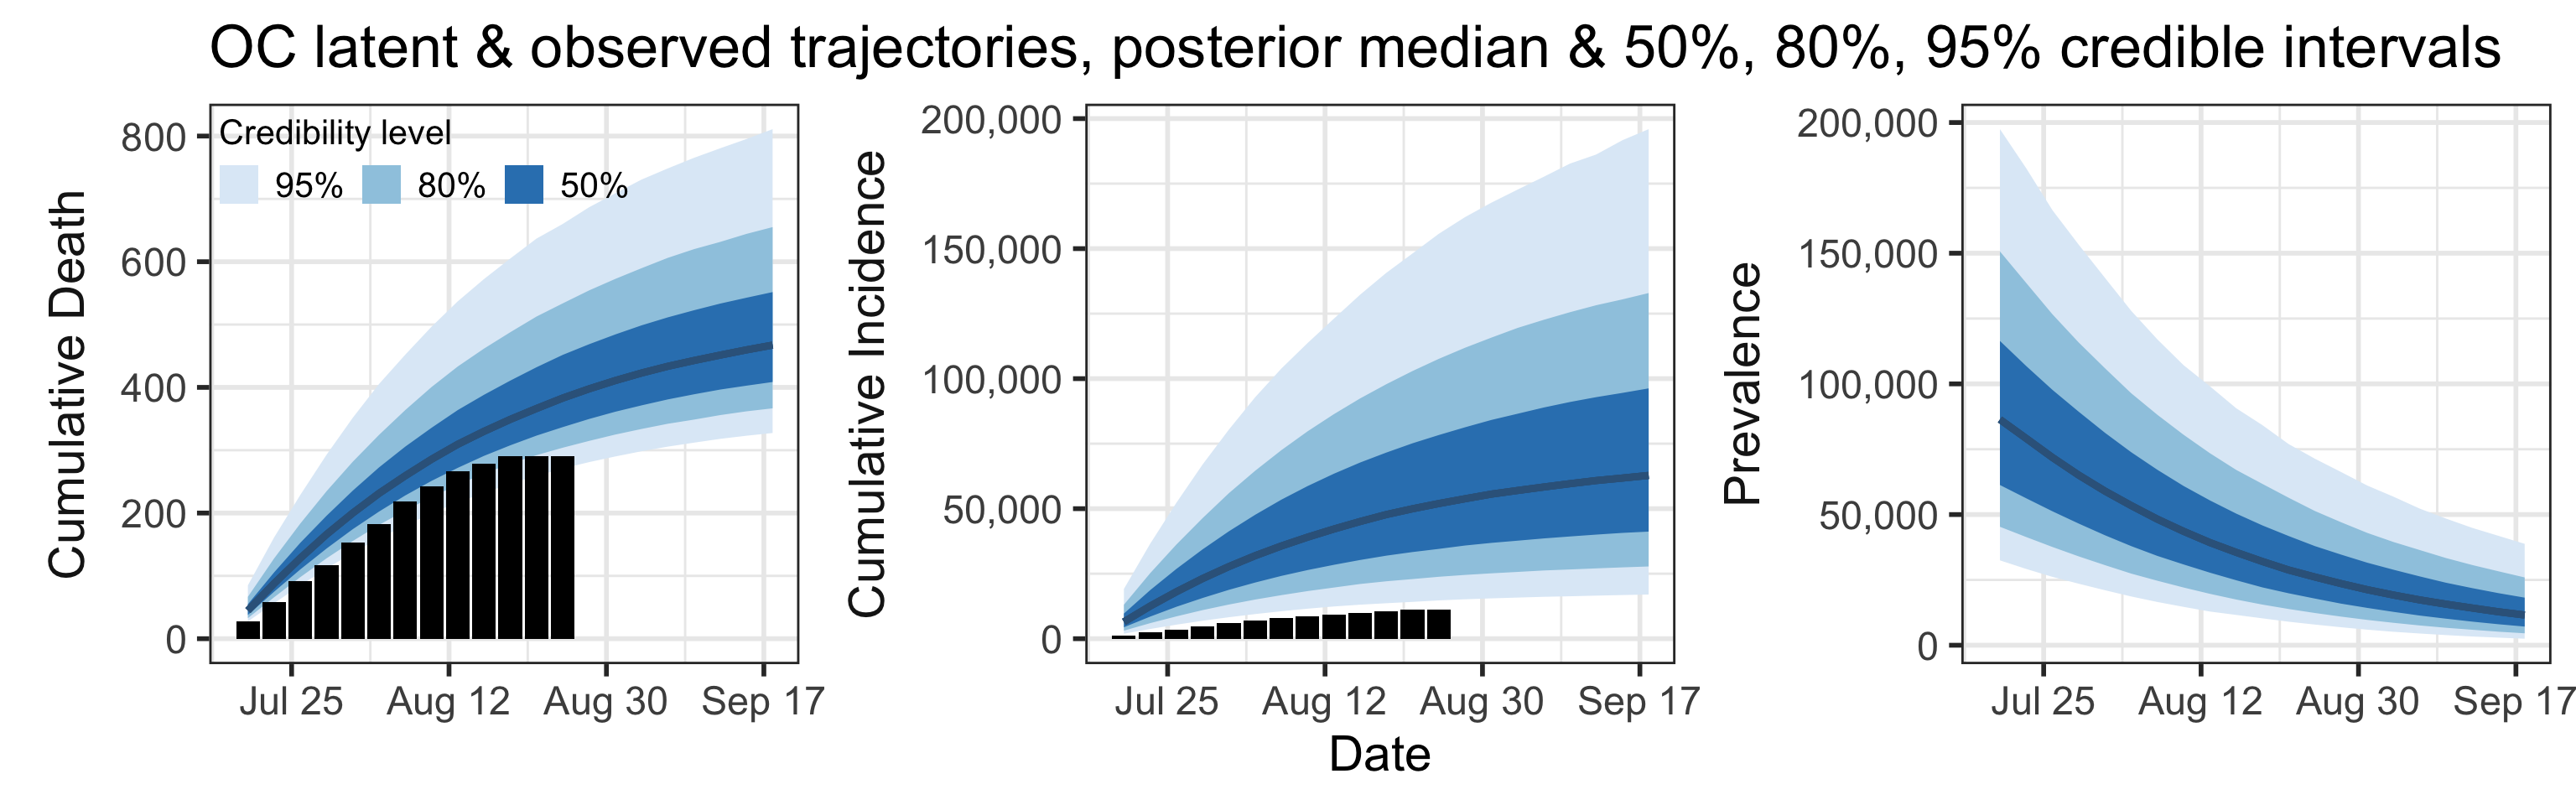 OC latent & observed trajectories, posterior median & 50%, 80%, 95% credible intervals
Cumulative Death
800
600
400
200
0
Credibility level
95% 80% 50%
Jul 25 Aug 12 Aug 30 Sep 17
Cumulative Incidence
200,000
150,000
100,000
50,000
0
Jul 25 Aug 12 Aug 30 Sep 17
Prevalence
200,000
150,000
100,000
50,000
0
Jul 25 Aug 12 Aug 30 Sep 17
Date